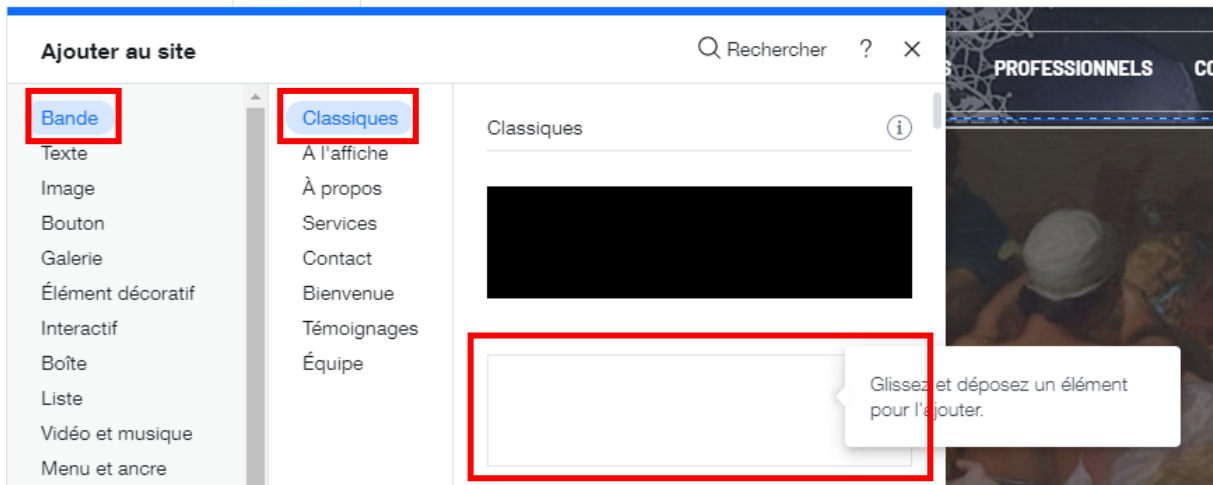 Ajouter au site
Rechercher
?
Bande
Texte
Image
Bouton
Galerie
Élément décoratif
Interactif
Boîte
Liste
Vidéo et musique
Menu et ancre
Classiques
A l'affiche
À propos
Services
Contact
Bienvenue
Témoignages
Équipe
Classiques
i
Glissez et déposez un élément
pour l'ajouter.
S PROFESSIONNELS CO